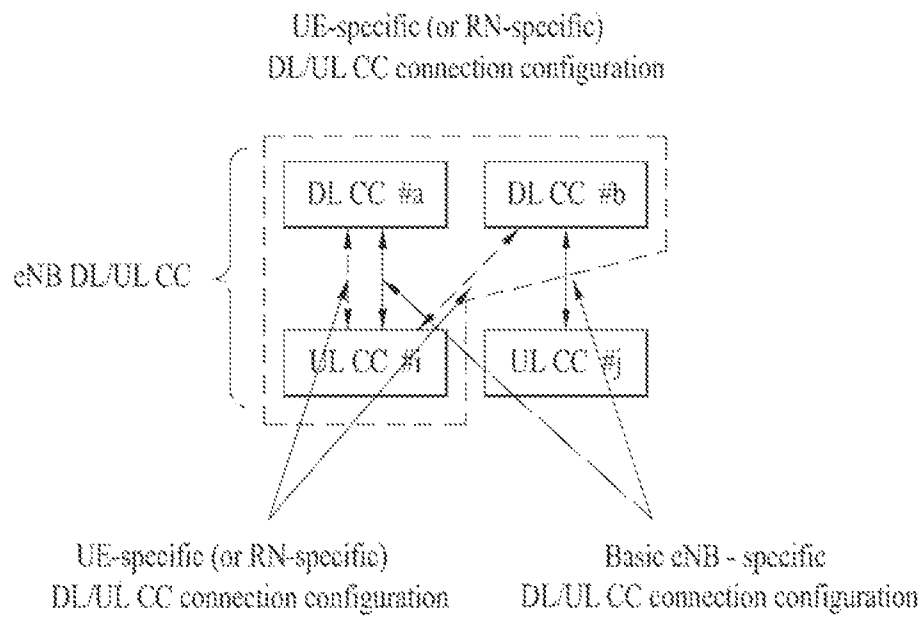 UE-specific (or RN-specific)
DL/UL CC connection configuration
DL CC #a
DL CC #b
eNB DL/UL CC
UL CC #i
UL CC #j
UE-specific (or RN-specific)
DL/UL CC connection configuration
Basic eNB - specific
DL/UL CC connection configuration